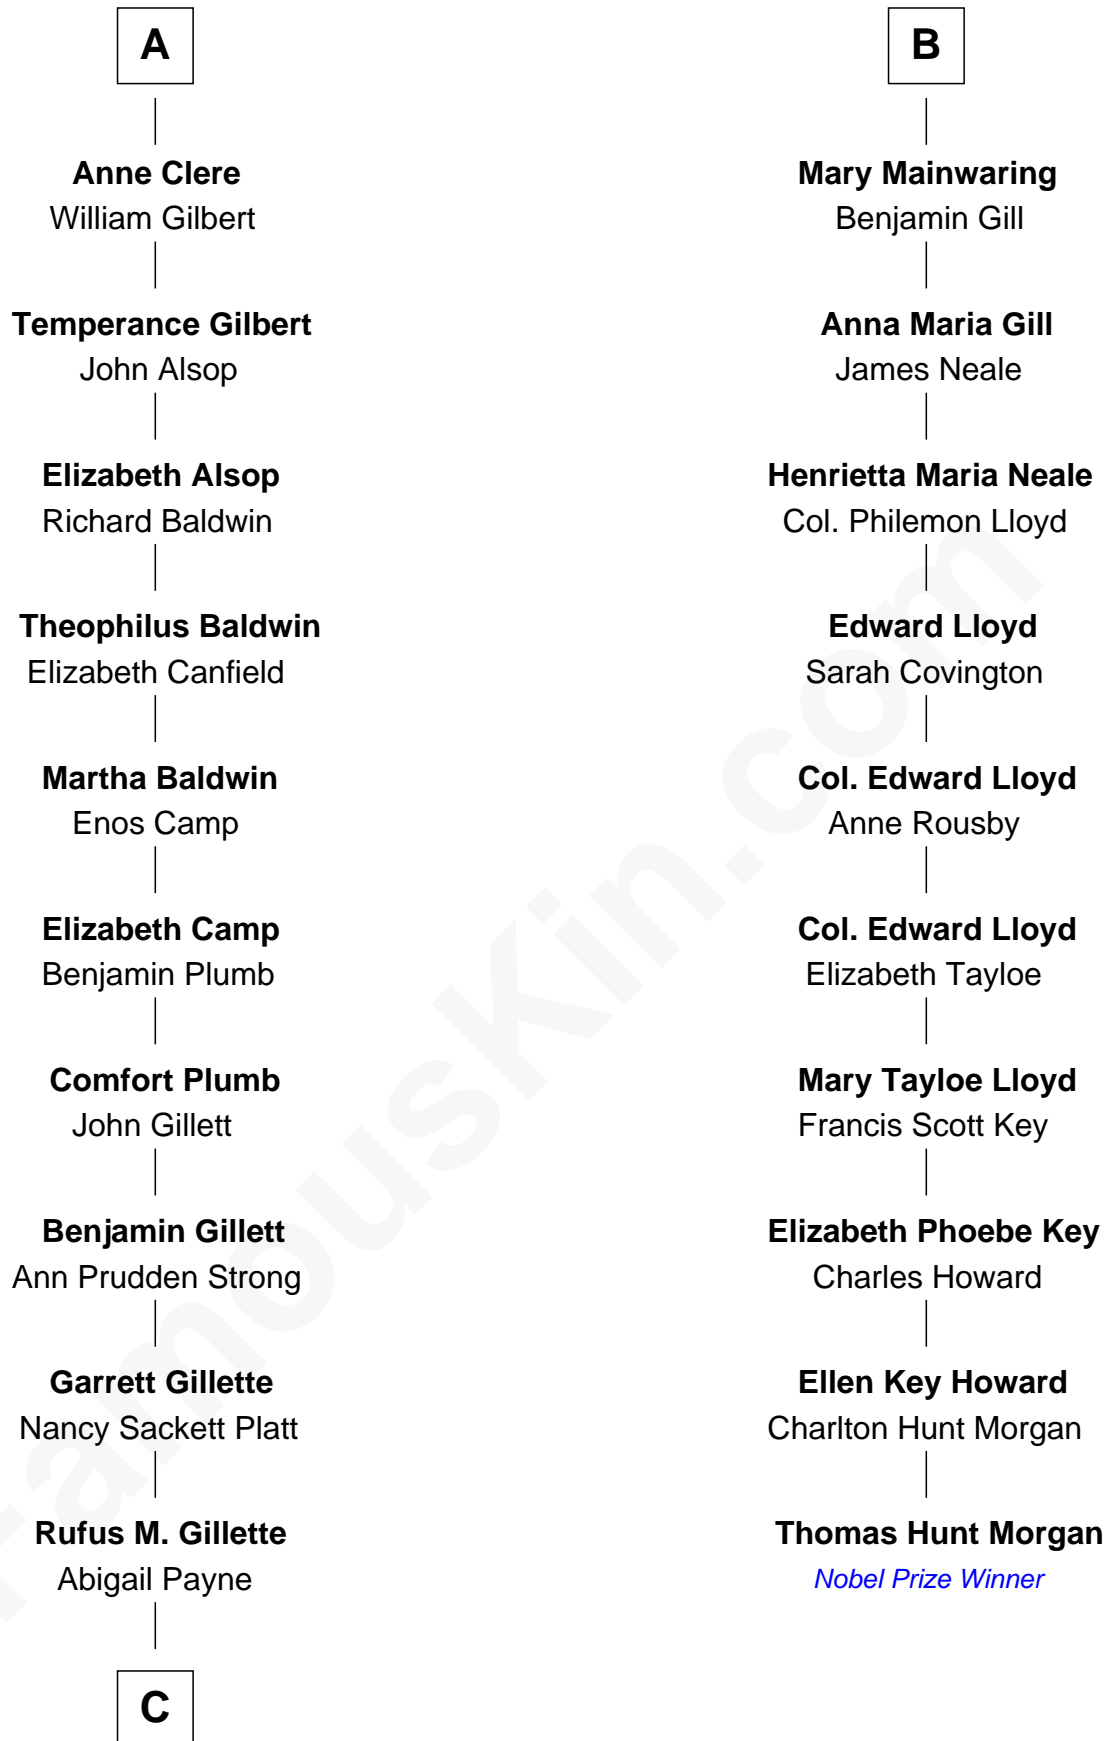 A
Anne Clere
William Gilbert
Temperance Gilbert
John Alsop
Elizabeth Alsop
Richard Baldwin
Theophilus Baldwin
Elizabeth Canfield
Martha Baldwin
Enos Camp
Elizabeth Camp
Benjamin Plumb
Comfort Plumb
John Gillett
Benjamin Gillett
Ann Prudden Strong
Garrett Gillette
Nancy Sackett Platt
Rufus M. Gillette
Abigail Payne
C
B
Mary Mainwaring
Benjamin Gill
Anna Maria Gill
James Neale
Henrietta Maria Neale
Col. Philemon Lloyd
Edward Lloyd
Sarah Covington
Col. Edward Lloyd
Anne Rousby
Col. Edward Lloyd
Elizabeth Tayloe
Mary Tayloe Lloyd
Francis Scott Key
Elizabeth Phoebe Key
Charles Howard
Ellen Key Howard
Charlton Hunt Morgan
Thomas Hunt Morgan
Nobel Prize Winner
FamousKin.com